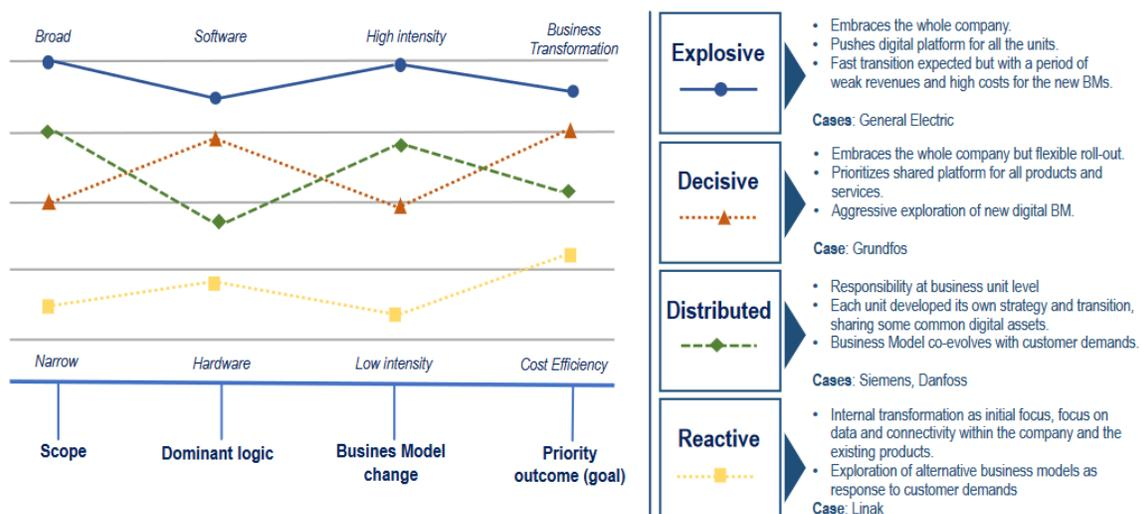 Broad
Software
High intensity
Business
Transformation
Narrow
Hardware
Low intensity
Cost Efficiency
Scope
Dominant logic
Busines Model
change
Priority
outcome (goal)
Explosive
• Embraces the whole company.
• Pushes digital platform for all the units.
• Fast transition expected but with a period of
weak revenues and high costs for the new BMs.
Cases: General Electric
Decisive
• Embraces the whole company but flexible roll-out.
• Prioritizes shared platform for all products and
services.
• Aggressive exploration of new digital BM.
Case: Grundfos
Distributed
• Responsibility at business unit level
• Each unit developed its own strategy and transition,
sharing some common digital assets.
• Business Model co-evolves with customer demands.
Cases: Siemens, Danfoss
Reactive
• Internal transformation as initial focus, focus on
data and connectivity within the company and the
existing products.
• Exploration of alternative business models as
response to customer demands
Case: Linak